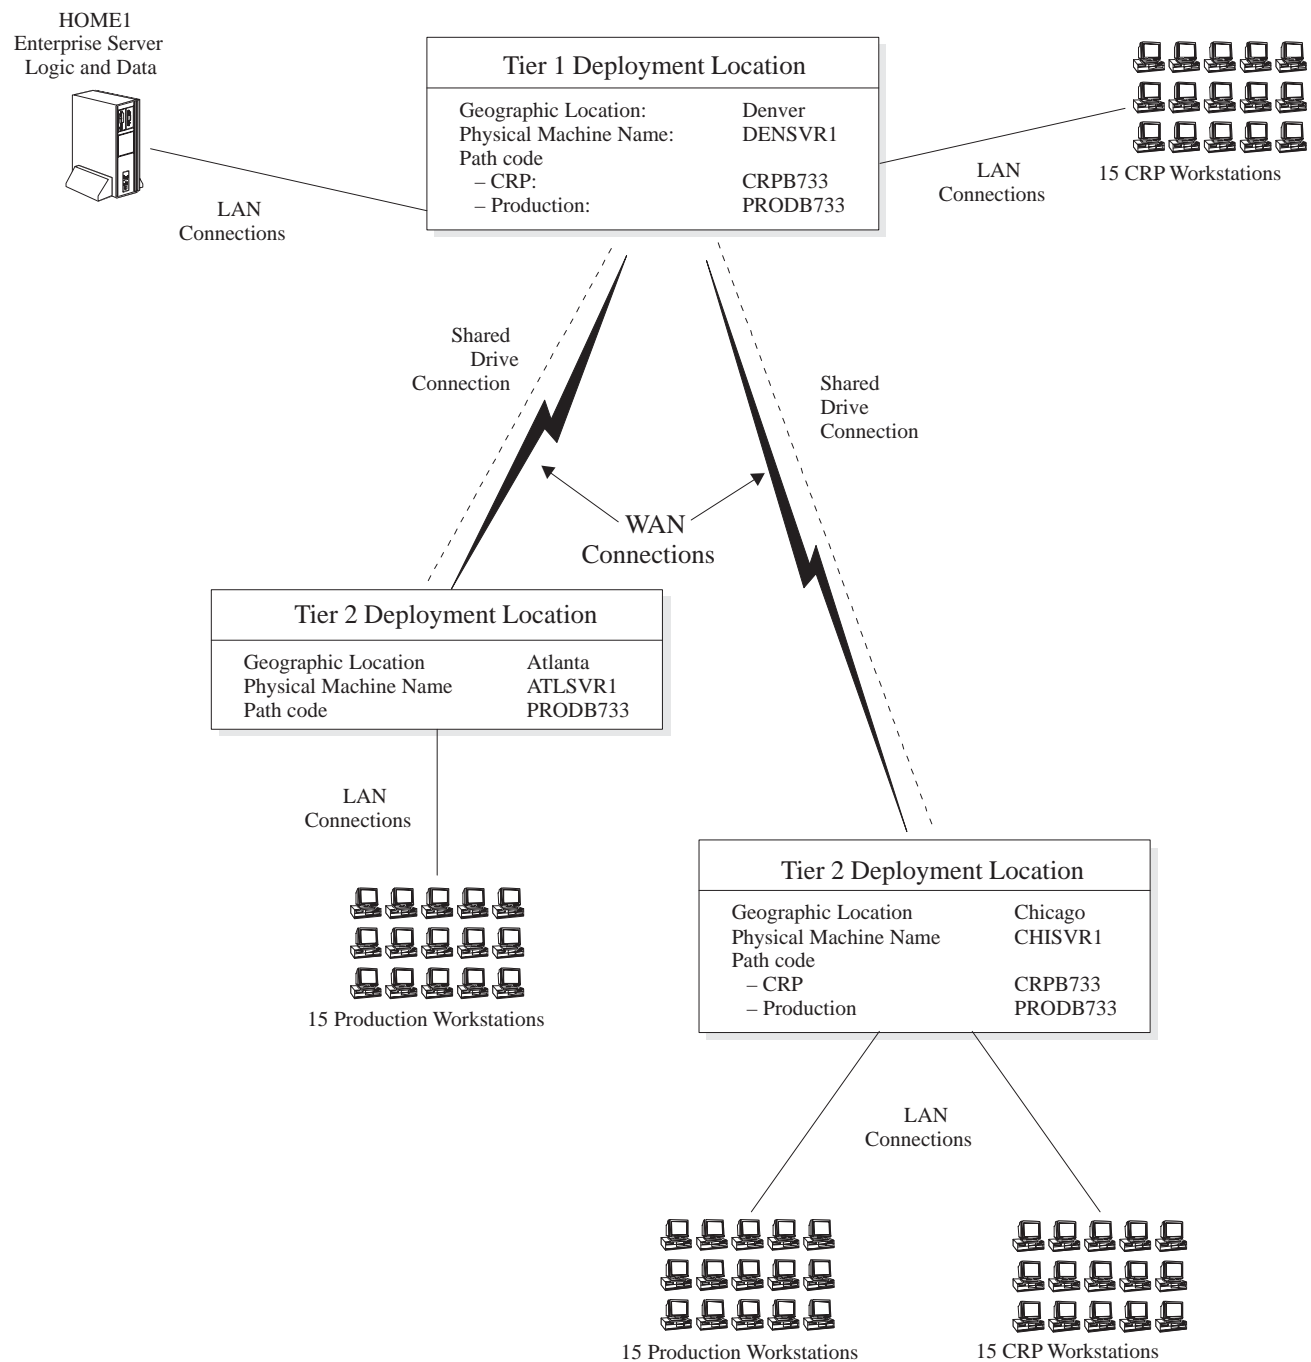 HOME1
Enterprise Server
Logic and Data
Tier 1 Deployment Location
Geographic Location: Denver
Physical Machine Name: DENSVR1
Path code
– CRP: CRPB733
– Production: PRODB733
15 CRP Workstations
LAN
Connections
LAN
Connections
Shared
Drive
Connection
Shared
Drive
Connection
WAN
Connections
Tier 2 Deployment Location
Geographic Location Atlanta
Physical Machine Name ATLSVR1
Path code PRODB733
LAN
Connections
15 Production Workstations
Tier 2 Deployment Location
Geographic Location Chicago
Physical Machine Name CHISVR1
Path code
– CRP CRPB733
– Production PRODB733
LAN
Connections
15 Production Workstations
15 CRP Workstations